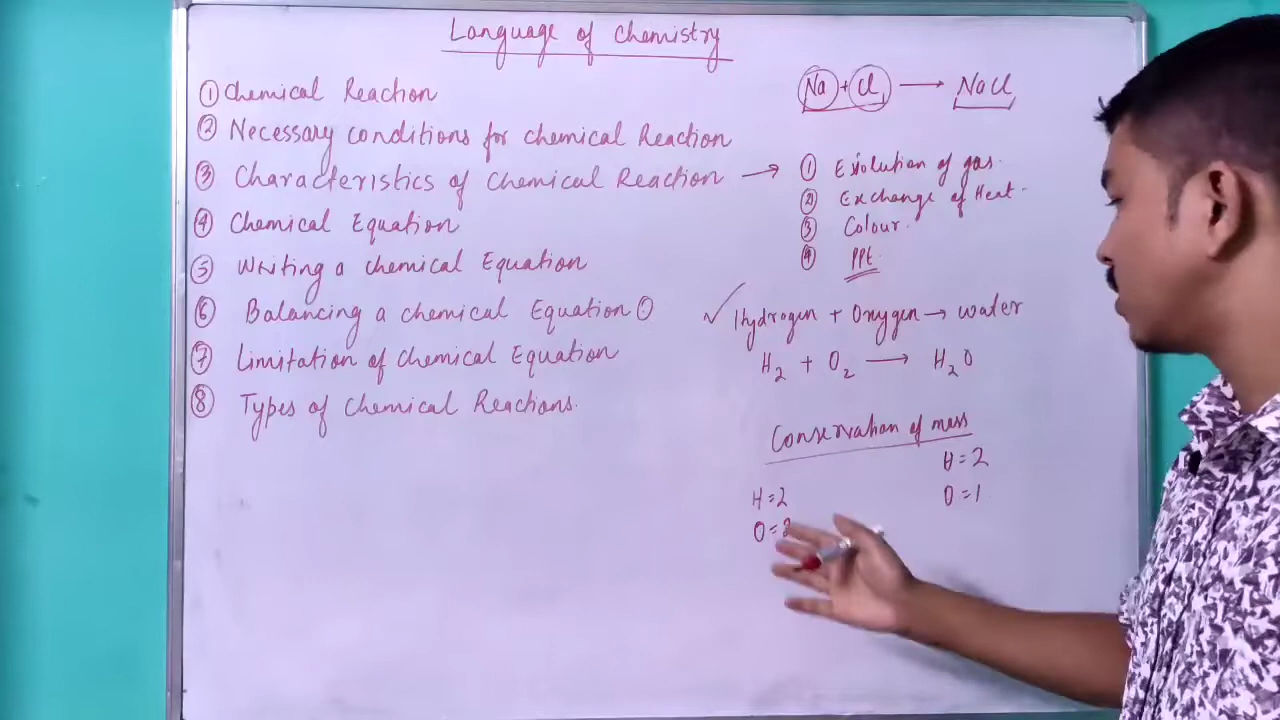 Language of Chemistry
① Chemical Reaction
② Necessary conditions for chemical Reaction
③ Characteristics of Chemical Reaction →
④ Chemical Equation
⑤ Writing a chemical Equation
⑥ Balancing a chemical Equation ①
⑦ Limitation of chemical Equation
⑧ Types of Chemical Reactions.
Na + Cl → NaCl
① Evolution of gas.
② Exchange of Heat.
③ Colour.
④ PPt.
✓ Hydrogen + Oxygen → water
H₂ + O₂ → H₂O
Conservation of mass
H = 2
O = 1
H = 2
O =